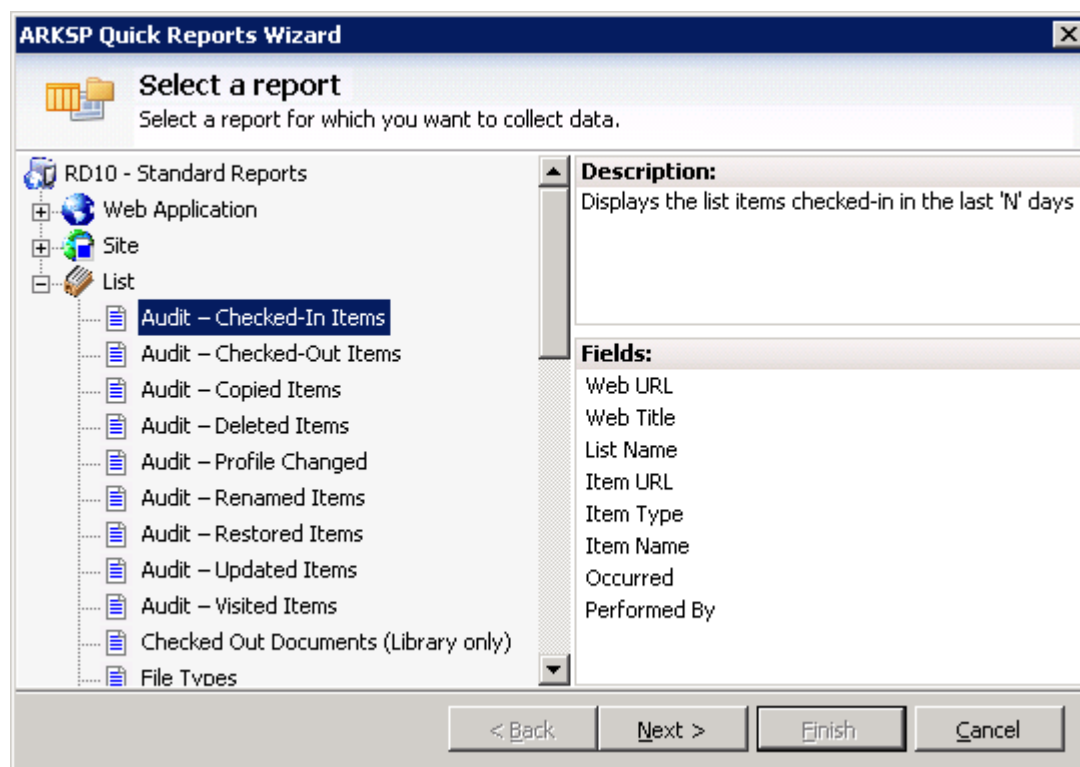 ARKSP Quick Reports Wizard
Select a report
Select a report for which you want to collect data.
RD10 - Standard Reports
Web Application
Site
List
Audit – Checked-In Items
Audit – Checked-Out Items
Audit – Copied Items
Audit – Deleted Items
Audit – Profile Changed
Audit – Renamed Items
Audit – Restored Items
Audit – Updated Items
Audit – Visited Items
Checked Out Documents (Library only)
File Types
Description:
Displays the list items checked-in in the last 'N' days
Fields:
Web URL
Web Title
List Name
Item URL
Item Type
Item Name
Occurred
Performed By
< Back
Next >
Finish
Cancel